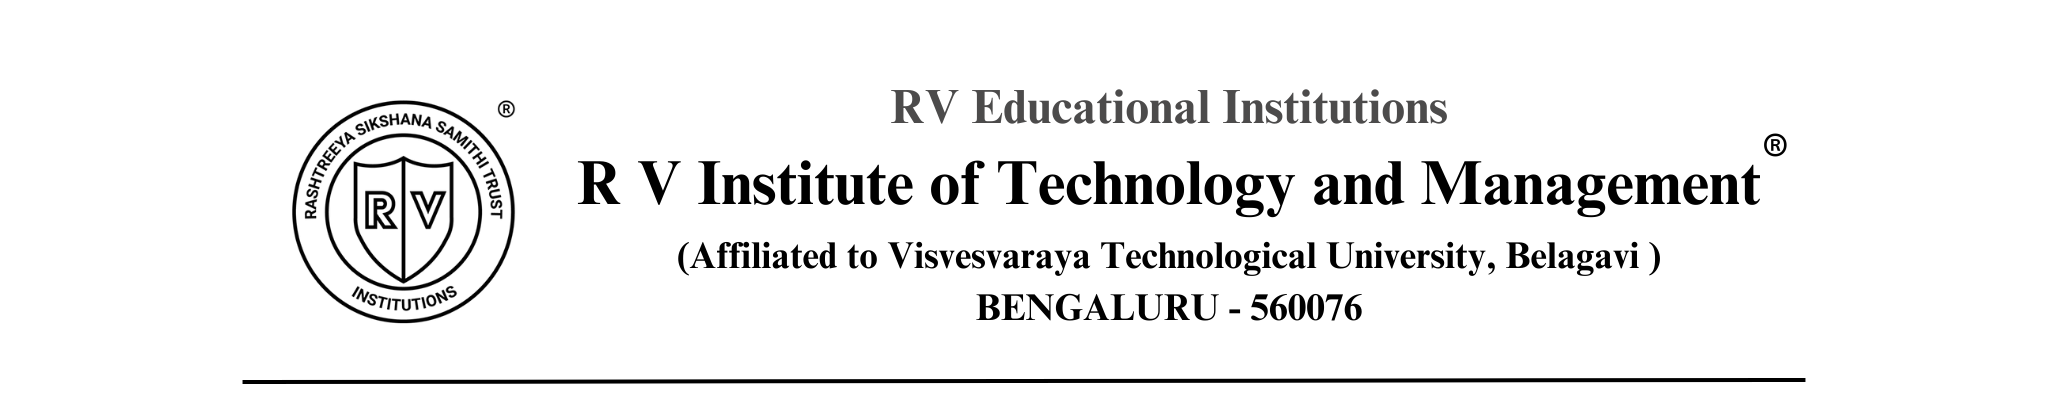 RASHTREEYA SIKSHANA SAMITHI TRUST
®
RV
INSTITUTIONS
RV Educational Institutions
R V Institute of Technology and Management
®
(Affiliated to Visvesvaraya Technological University, Belagavi )
BENGALURU - 560076